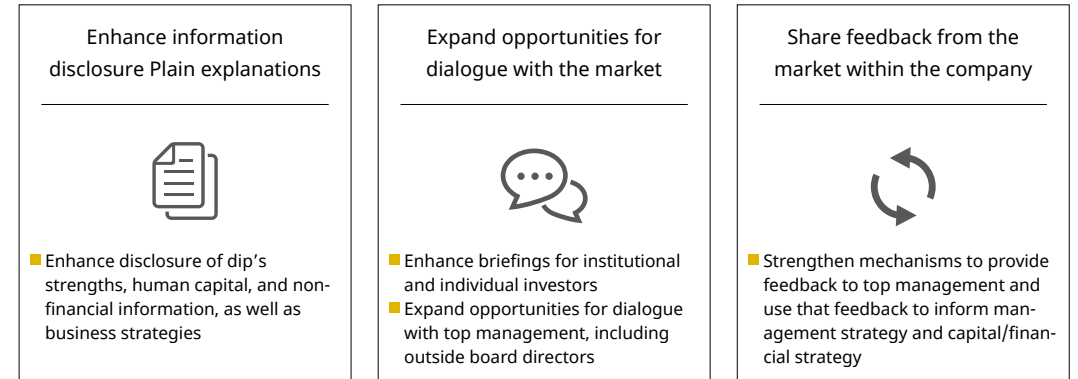 Enhance information
disclosure Plain explanations
Enhance disclosure of dip’s
strengths, human capital, and non-
financial information, as well as
business strategies
Expand opportunities for
dialogue with the market
Enhance briefings for institutional
and individual investors
Expand opportunities for dialogue
with top management, including
outside board directors
Share feedback from the
market within the company
Strengthen mechanisms to provide
feedback to top management and
use that feedback to inform man-
agement strategy and capital/finan-
cial strategy